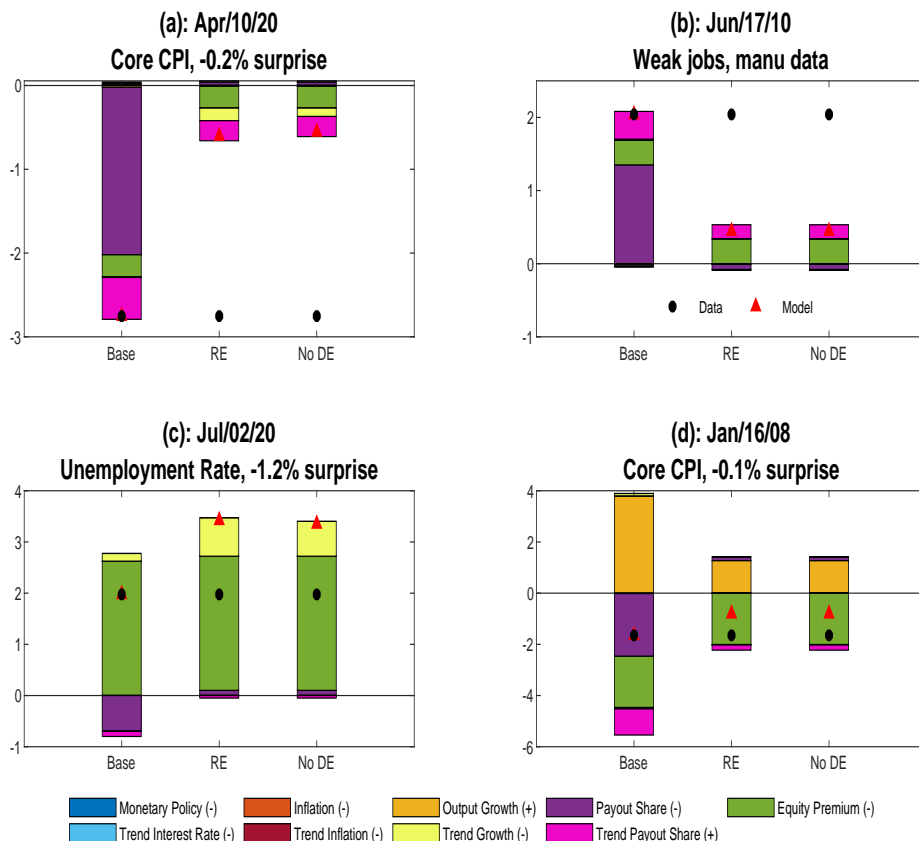 (a): Apr/10/20
Core CPI, -0.2% surprise
0
-1
-2
-3
Base RE No DE
(b): Jun/17/10
Weak jobs, manu data
2
1
0
-1
Data Model
Base RE No DE
(c): Jul/02/20
Unemployment Rate, -1.2% surprise
4
3
2
1
0
-1
Base RE No DE
(d): Jan/16/08
Core CPI, -0.1% surprise
4
2
0
-2
-4
-6
Base RE No DE
Monetary Policy (-) Inflation (-) Output Growth (+) Payout Share (-) Equity Premium (-)
Trend Interest Rate (-) Trend Inflation (-) Trend Growth (-) Trend Payout Share (+)